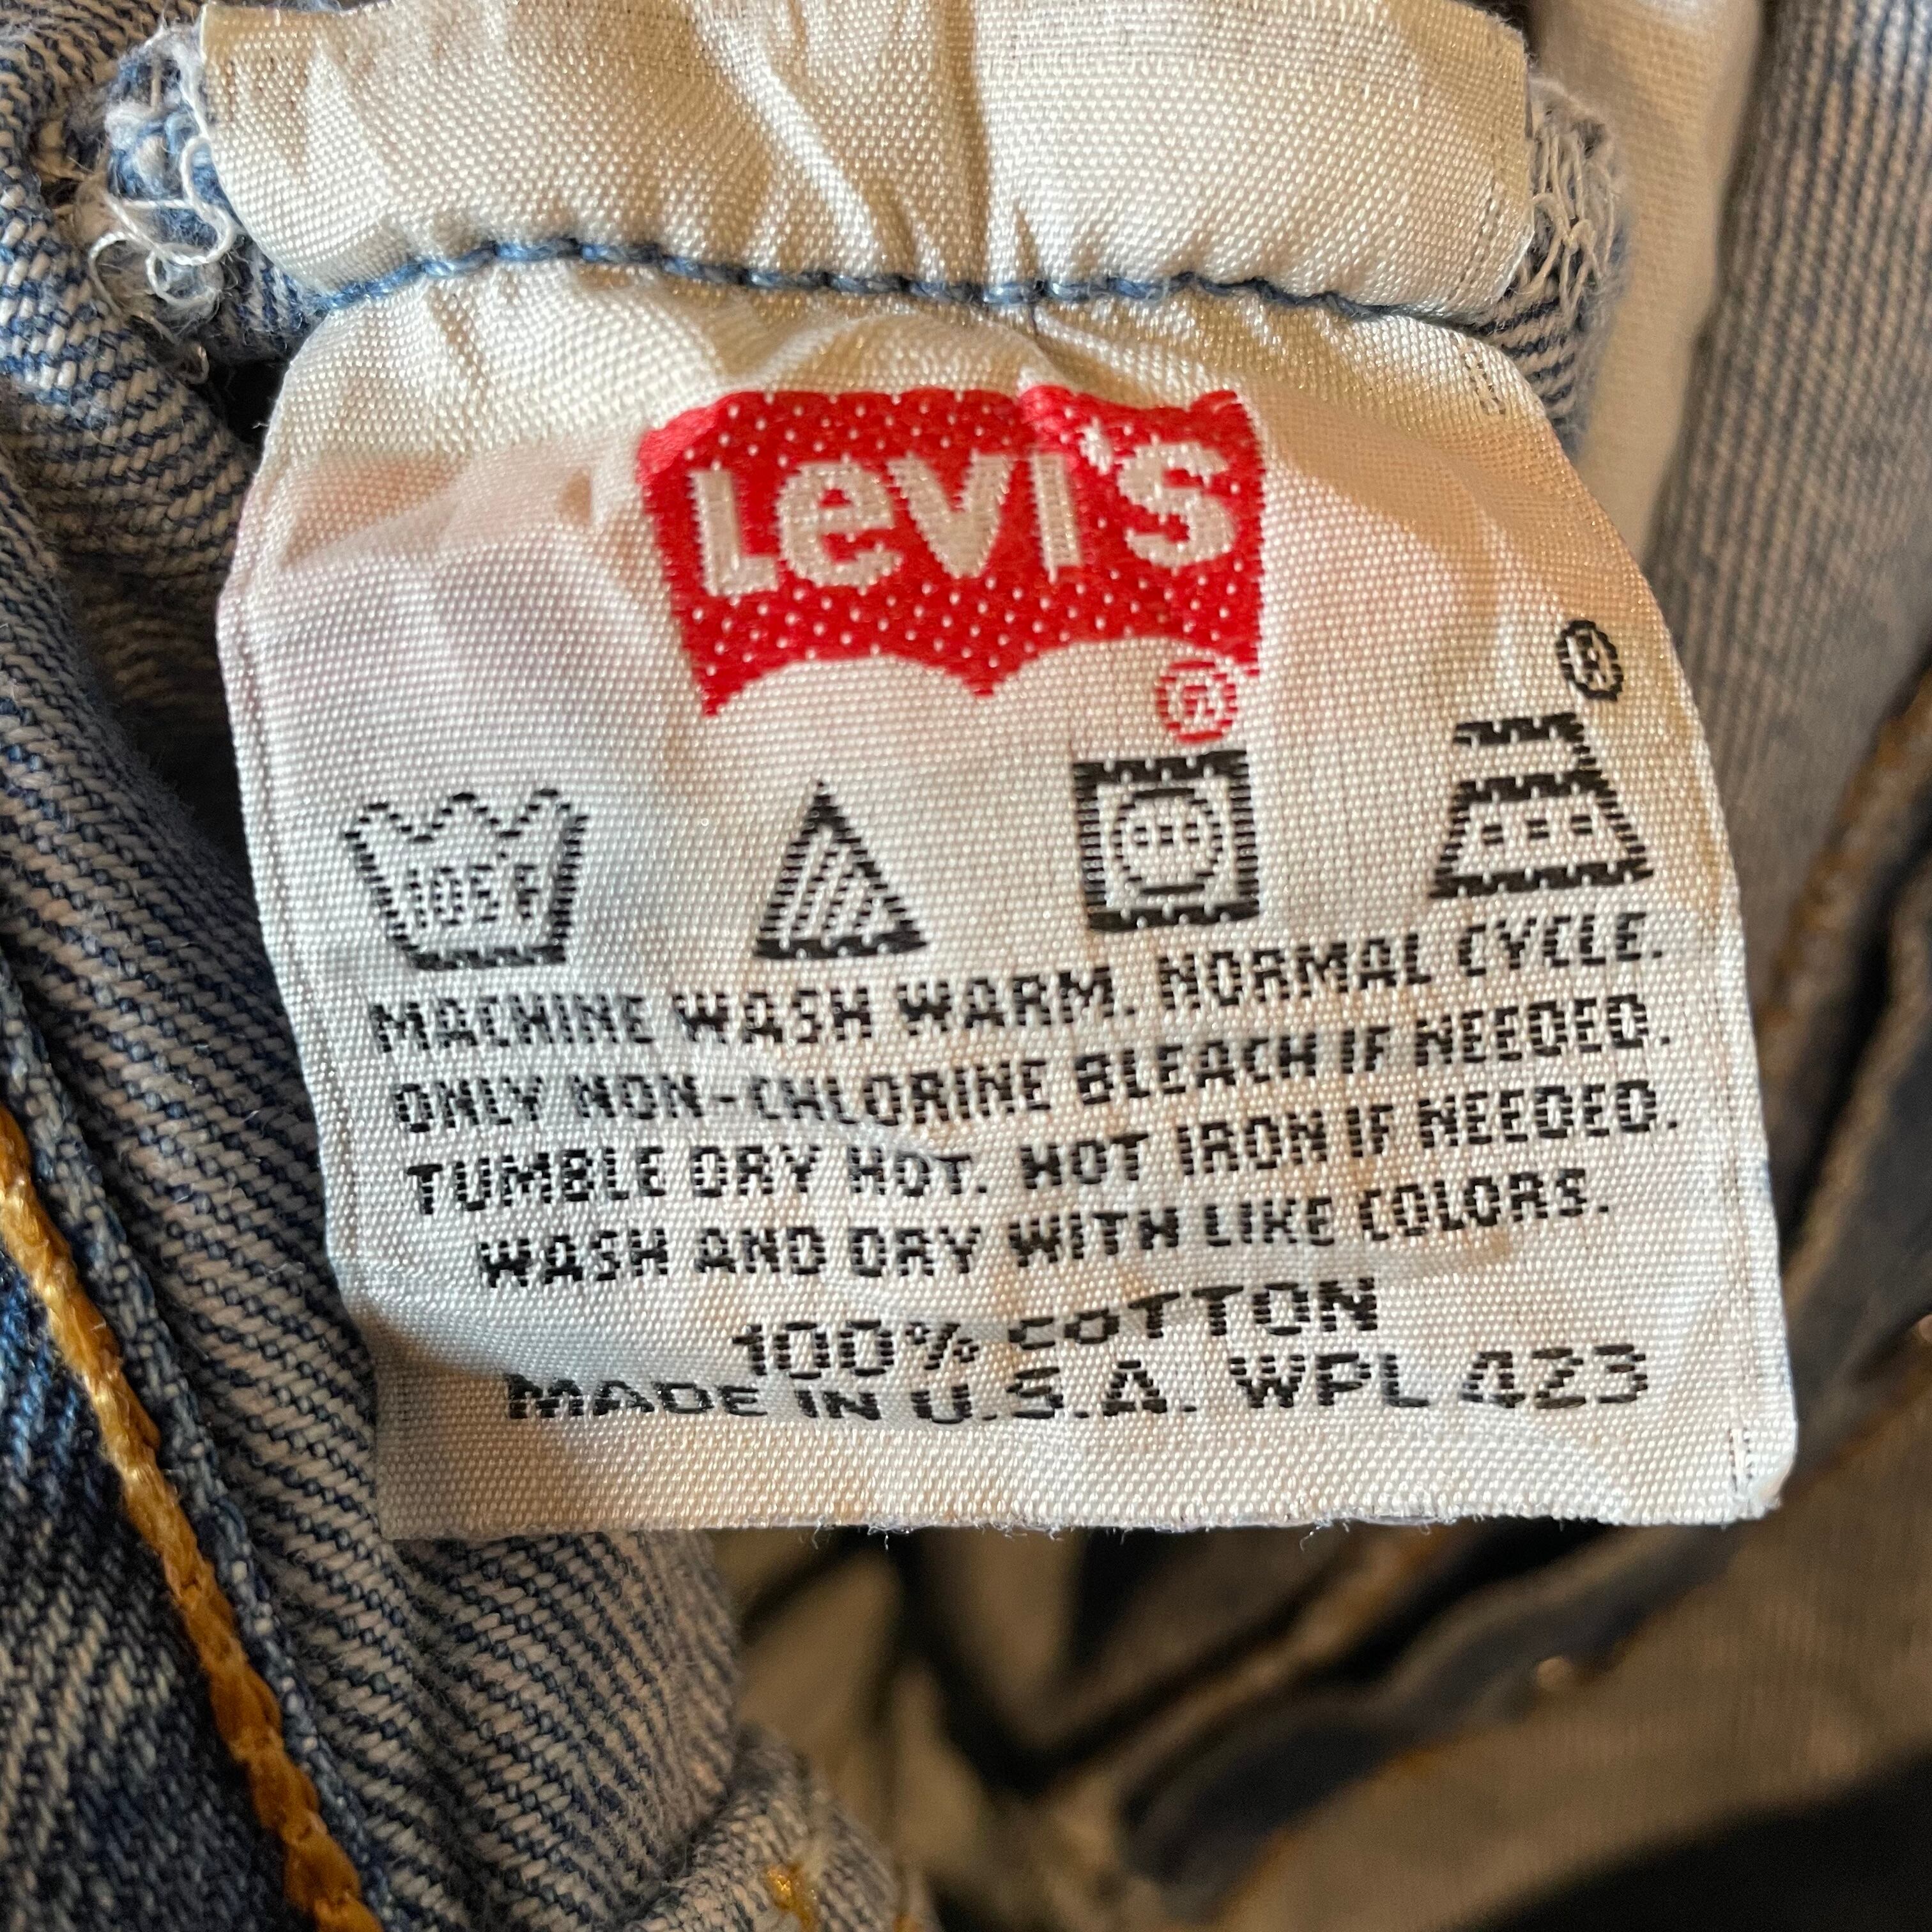 LEVI'S
®
®
105°F
MACHINE WASH WARM. NORMAL CYCLE.
ONLY NON-CHLORINE BLEACH IF NEEDED.
TUMBLE DRY HOT. HOT IRON IF NEEDED.
WASH AND DRY WITH LIKE COLORS.
100% COTTON
MADE IN U.S.A. WPL 423